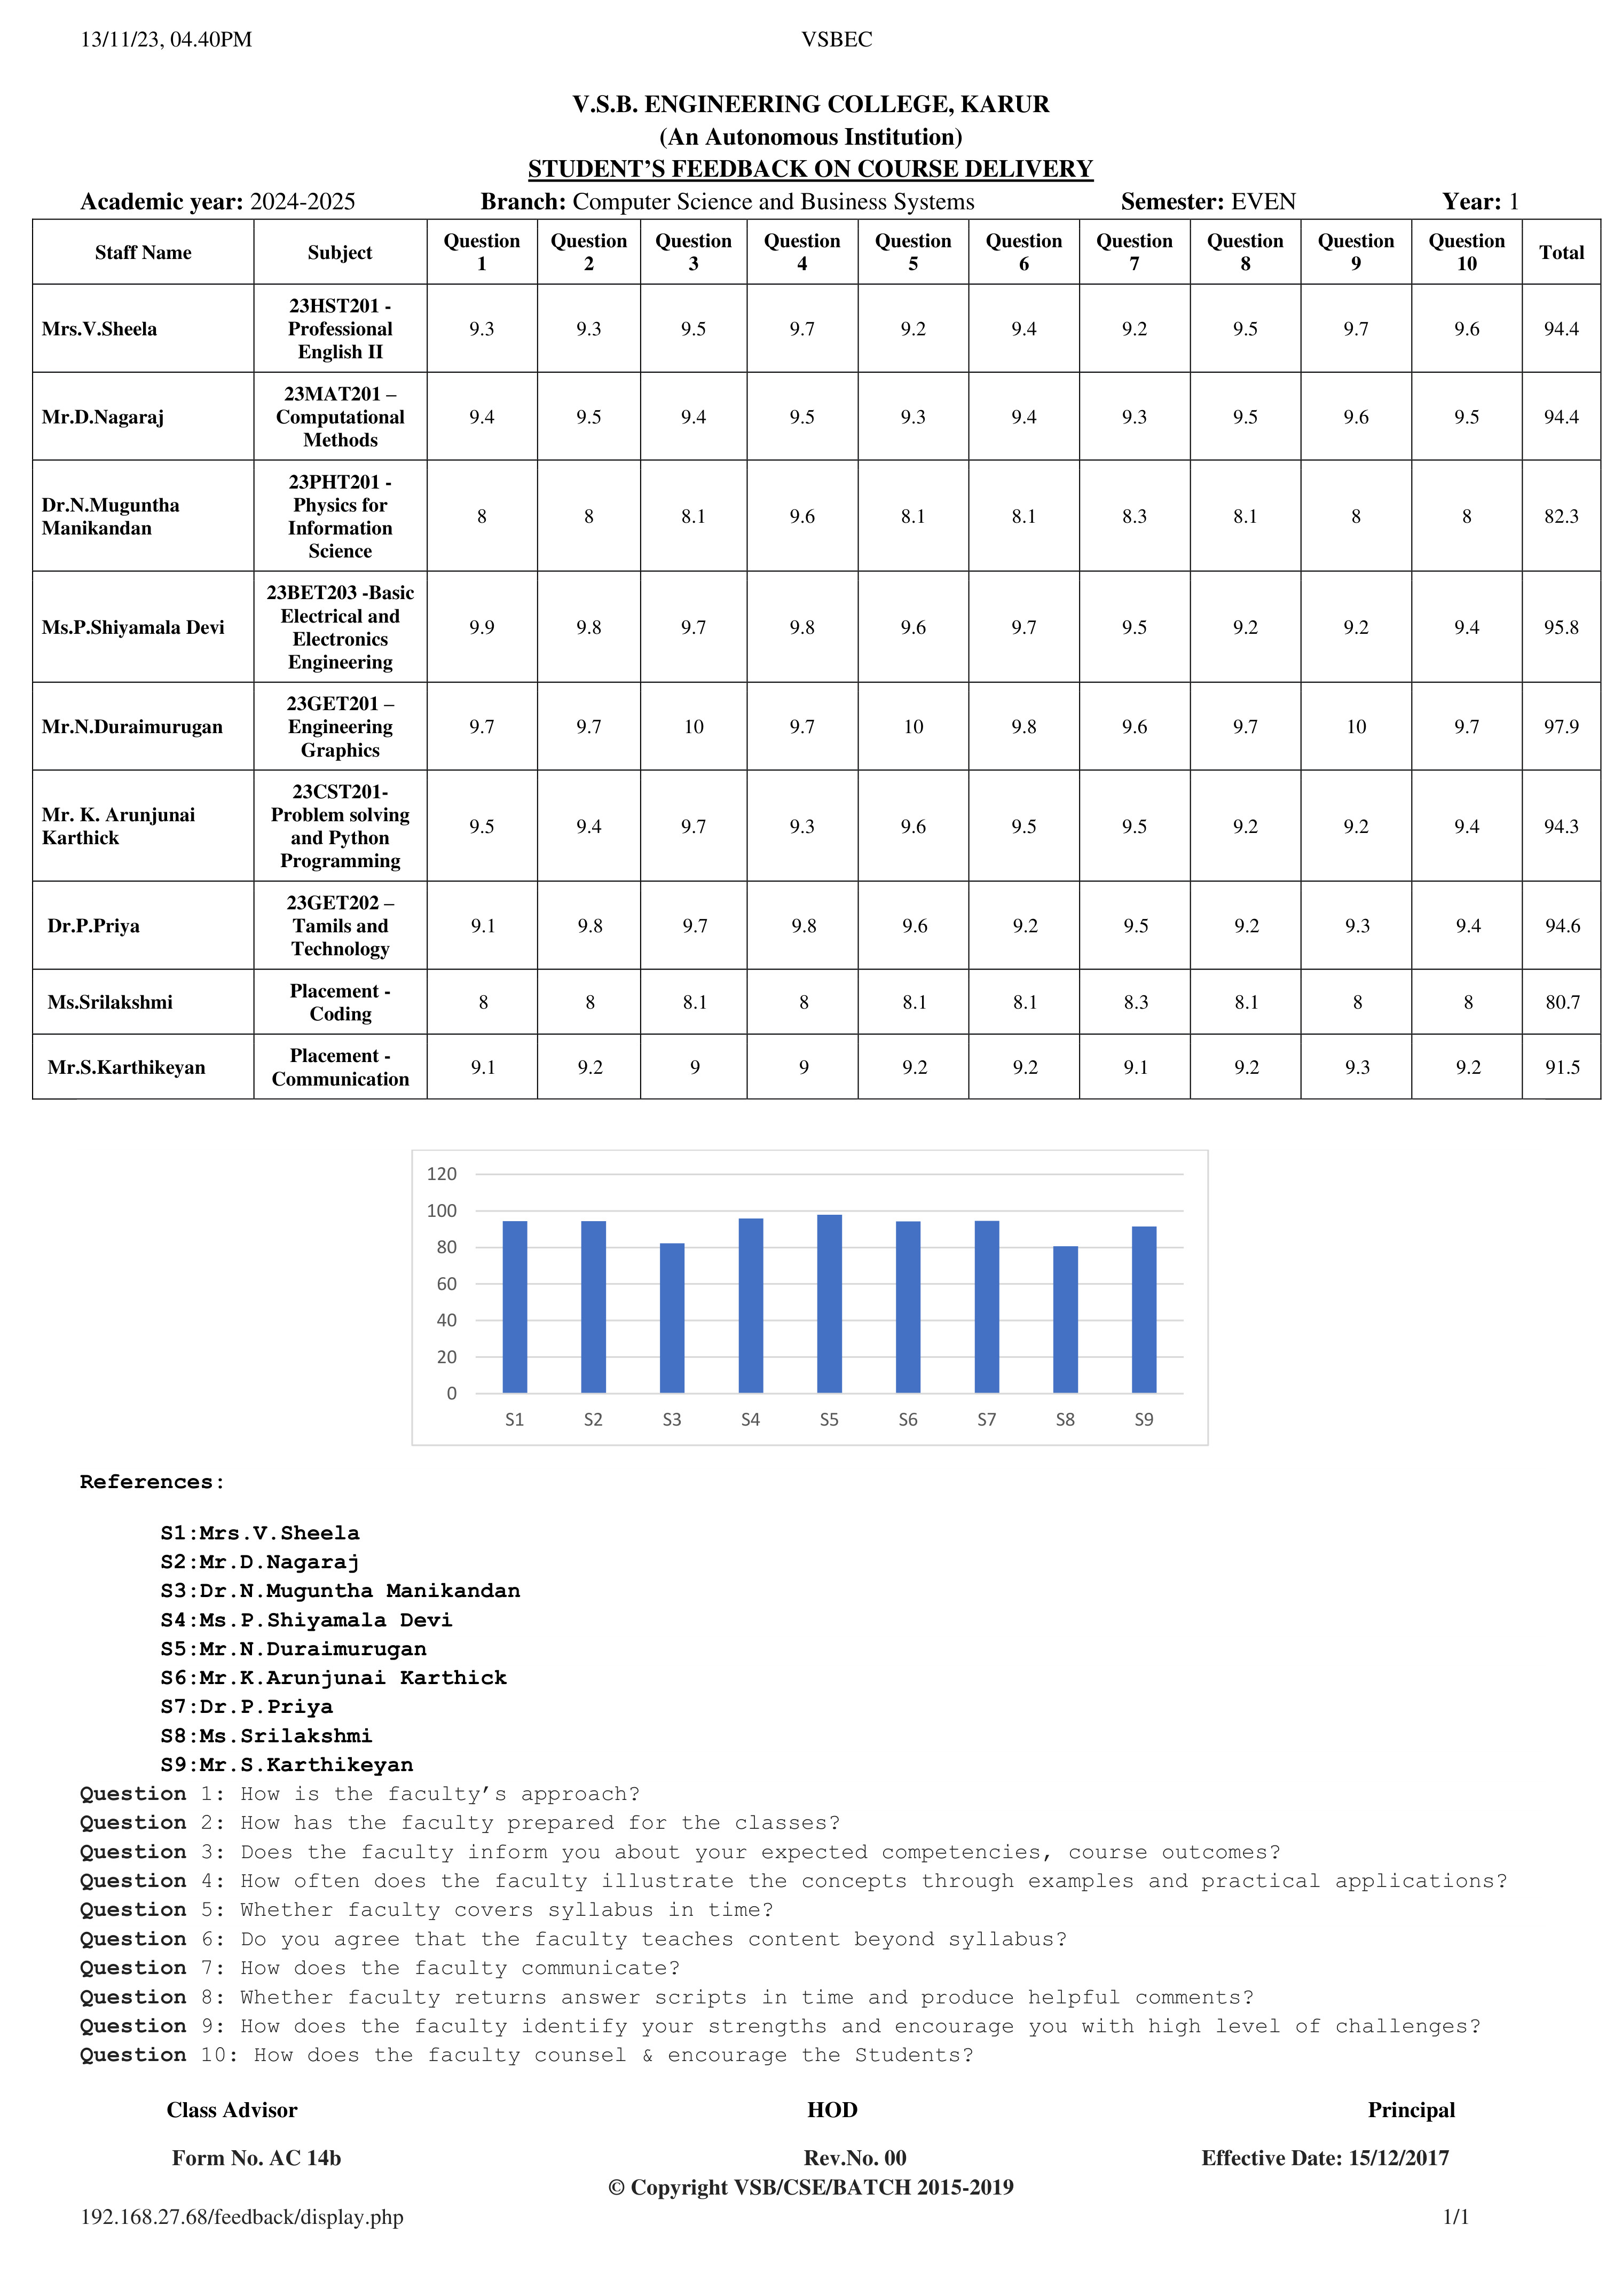 13/11/23, 04.40PM VSBEC
V.S.B. ENGINEERING COLLEGE, KARUR
(An Autonomous Institution)
STUDENT’S FEEDBACK ON COURSE DELIVERY
Academic year: 2024-2025 Branch: Computer Science and Business Systems Semester: EVEN Year: 1
Staff Name Subject Question 1 Question 2 Question 3 Question 4 Question 5 Question 6 Question 7 Question 8 Question 9 Question 10 Total
Mrs.V.Sheela 23HST201 - Professional English II 9.3 9.3 9.5 9.7 9.2 9.4 9.2 9.5 9.7 9.6 94.4
Mr.D.Nagaraj 23MAT201 – Computational Methods 9.4 9.5 9.4 9.5 9.3 9.4 9.3 9.5 9.6 9.5 94.4
Dr.N.Muguntha Manikandan 23PHT201 - Physics for Information Science 8 8 8.1 9.6 8.1 8.1 8.3 8.1 8 8 82.3
Ms.P.Shiyamala Devi 23BET203 -Basic Electrical and Electronics Engineering 9.9 9.8 9.7 9.8 9.6 9.7 9.5 9.2 9.2 9.4 95.8
Mr.N.Duraimurugan 23GET201 – Engineering Graphics 9.7 9.7 10 9.7 10 9.8 9.6 9.7 10 9.7 97.9
Mr. K. Arunjunai Karthick 23CST201- Problem solving and Python Programming 9.5 9.4 9.7 9.3 9.6 9.5 9.5 9.2 9.2 9.4 94.3
Dr.P.Priya 23GET202 – Tamils and Technology 9.1 9.8 9.7 9.8 9.6 9.2 9.5 9.2 9.3 9.4 94.6
Ms.Srilakshmi Placement - Coding 8 8 8.1 8 8.1 8.1 8.3 8.1 8 8 80.7
Mr.S.Karthikeyan Placement - Communication 9.1 9.2 9 9 9.2 9.2 9.1 9.2 9.3 9.2 91.5
120
100
80
60
40
20
0
S1 S2 S3 S4 S5 S6 S7 S8 S9
References:
S1:Mrs.V.Sheela
S2:Mr.D.Nagaraj
S3:Dr.N.Muguntha Manikandan
S4:Ms.P.Shiyamala Devi
S5:Mr.N.Duraimurugan
S6:Mr.K.Arunjunai Karthick
S7:Dr.P.Priya
S8:Ms.Srilakshmi
S9:Mr.S.Karthikeyan
Question 1: How is the faculty’s approach?
Question 2: How has the faculty prepared for the classes?
Question 3: Does the faculty inform you about your expected competencies, course outcomes?
Question 4: How often does the faculty illustrate the concepts through examples and practical applications?
Question 5: Whether faculty covers syllabus in time?
Question 6: Do you agree that the faculty teaches content beyond syllabus?
Question 7: How does the faculty communicate?
Question 8: Whether faculty returns answer scripts in time and produce helpful comments?
Question 9: How does the faculty identify your strengths and encourage you with high level of challenges?
Question 10: How does the faculty counsel & encourage the Students?
Class Advisor HOD Principal
Form No. AC 14b Rev.No. 00 Effective Date: 15/12/2017
© Copyright VSB/CSE/BATCH 2015-2019
192.168.27.68/feedback/display.php 1/1